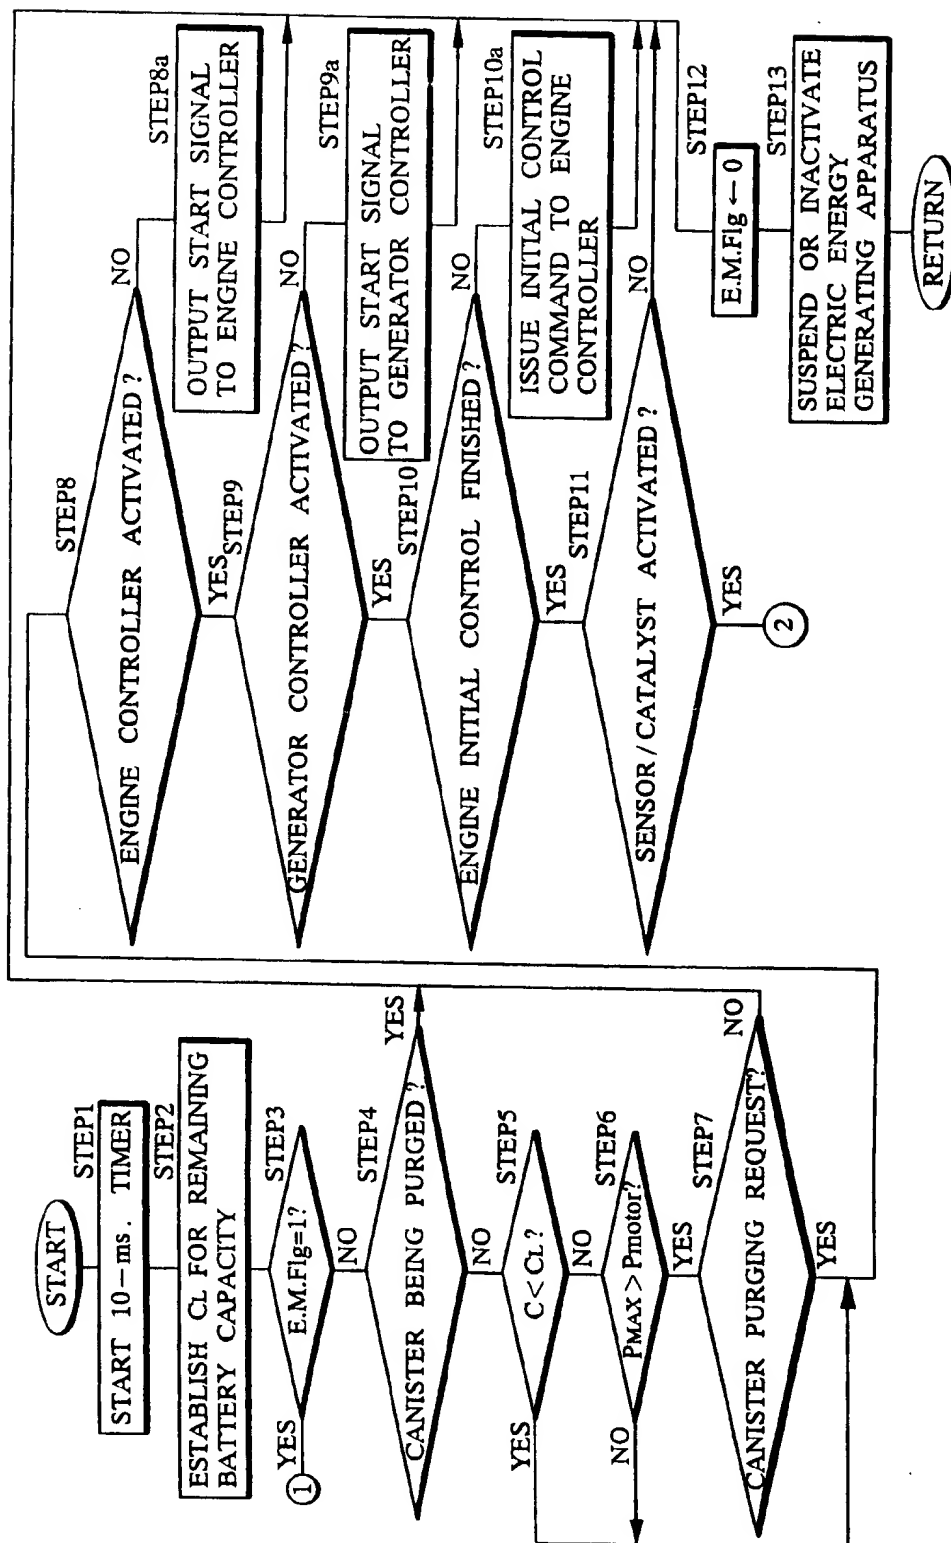 START
STEP1
START 10-ms. TIMER
STEP2
ESTABLISH CL FOR REMAINING
BATTERY CAPACITY
STEP3
E.M.Flg=1?
YES
1
NO
STEP4
CANISTER BEING PURGED?
YES
NO
STEP5
C < CL?
YES
NO
STEP6
PMAX > Pmotor?
NO
YES
STEP7
CANISTER PURGING REQUEST?
NO
YES
STEP8
ENGINE CONTROLLER ACTIVATED?
NO
STEP8a
OUTPUT START SIGNAL
TO ENGINE CONTROLLER
YES
STEP9
GENERATOR CONTROLLER ACTIVATED?
NO
STEP9a
OUTPUT START SIGNAL
TO GENERATOR CONTROLLER
YES
STEP10
ENGINE INITIAL CONTROL FINISHED?
NO
STEP10a
ISSUE INITIAL CONTROL
COMMAND TO ENGINE
CONTROLLER
YES
STEP11
SENSOR/CATALYST ACTIVATED?
NO
YES
2
STEP12
E.M.Flg ← 0
STEP13
SUSPEND OR INACTIVATE
ELECTRIC ENERGY
GENERATING APPARATUS
RETURN